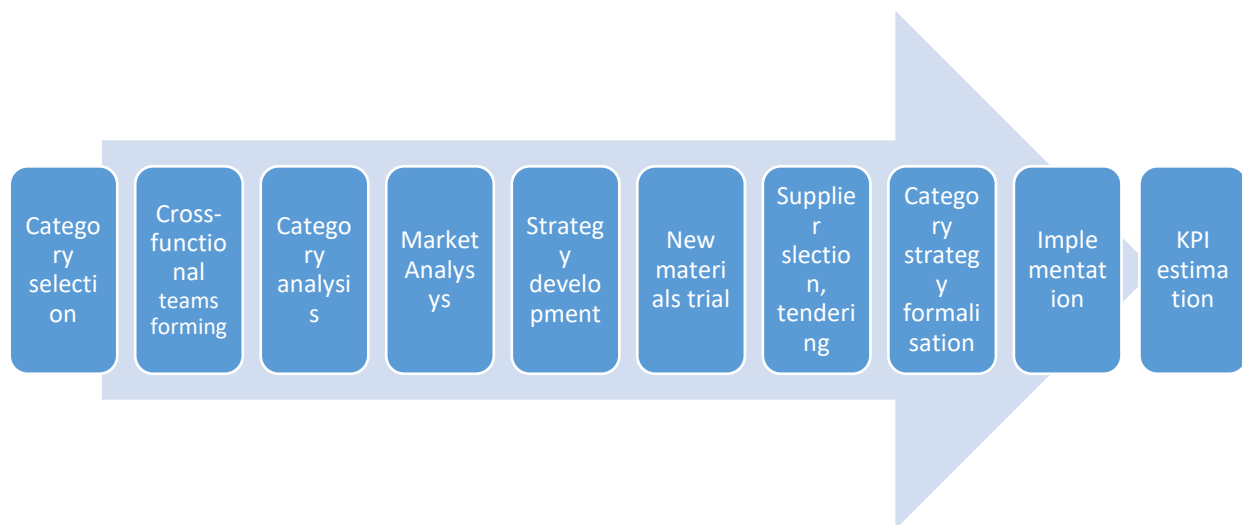 Catego
ry
selecti
on
Cross-
functio
nal
teams
forming
Catego
ry
analysi
s
Market
Analys
ys
Strateg
y
develo
pment
New
materi
als trial
Supplie
r
slection,
tenderi
ng
Catego
ry
strateg
y
formali
sation
Imple
mentat
ion
KPI
estima
tion